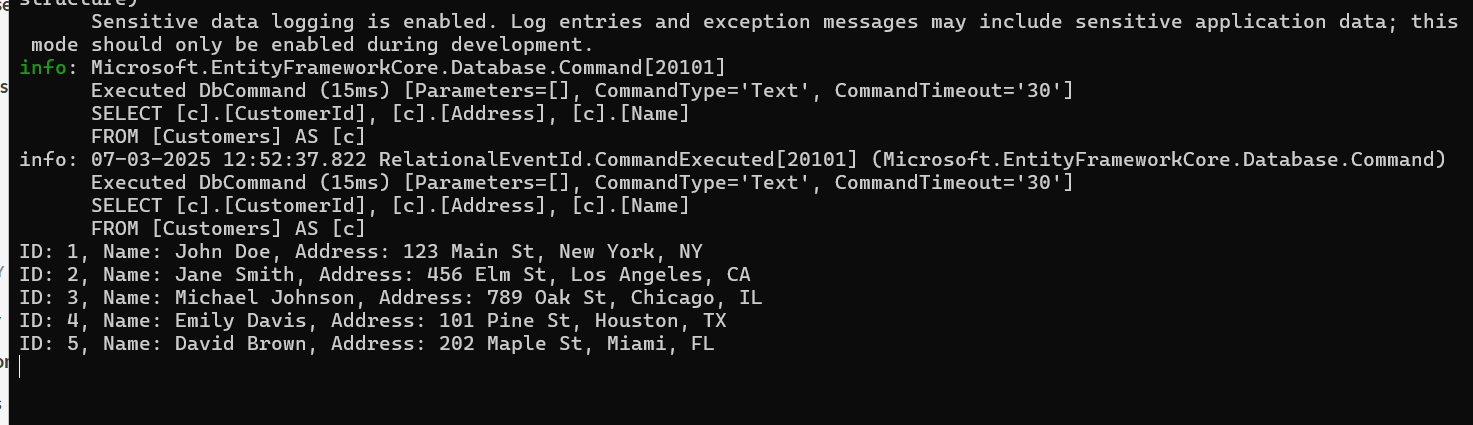 structure)
Sensitive data logging is enabled. Log entries and exception messages may include sensitive application data; this
mode should only be enabled during development.
info: Microsoft.EntityFrameworkCore.Database.Command[20101]
Executed DbCommand (15ms) [Parameters=[], CommandType='Text', CommandTimeout='30']
SELECT [c].[CustomerId], [c].[Address], [c].[Name]
FROM [Customers] AS [c]
info: 07-03-2025 12:52:37.822 RelationalEventId.CommandExecuted[20101] (Microsoft.EntityFrameworkCore.Database.Command)
Executed DbCommand (15ms) [Parameters=[], CommandType='Text', CommandTimeout='30']
SELECT [c].[CustomerId], [c].[Address], [c].[Name]
FROM [Customers] AS [c]
ID: 1, Name: John Doe, Address: 123 Main St, New York, NY
ID: 2, Name: Jane Smith, Address: 456 Elm St, Los Angeles, CA
ID: 3, Name: Michael Johnson, Address: 789 Oak St, Chicago, IL
ID: 4, Name: Emily Davis, Address: 101 Pine St, Houston, TX
ID: 5, Name: David Brown, Address: 202 Maple St, Miami, FL